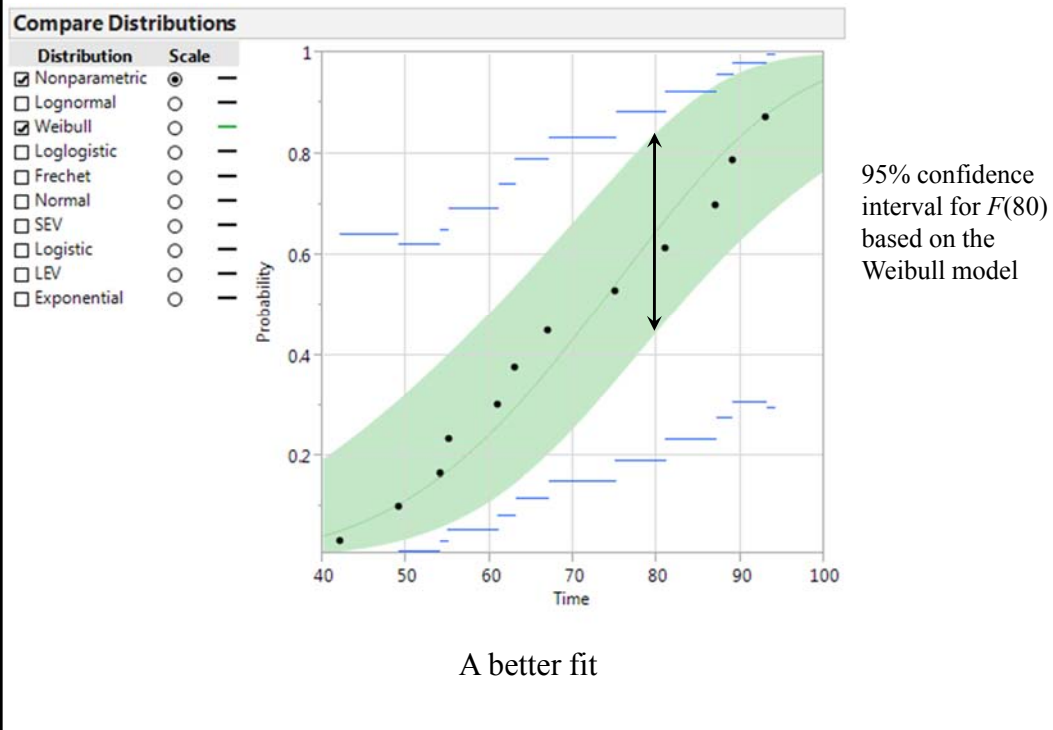 Compare Distributions
Distribution Scale
Nonparametric
Lognormal
Weibull
Loglogistic
Frechet
Normal
SEV
Logistic
LEV
Exponential
Probability
1
0.8
0.6
0.4
0.2
40 50 60 70 80 90 100
Time
95% confidence
interval for F(80)
based on the
Weibull model
A better fit